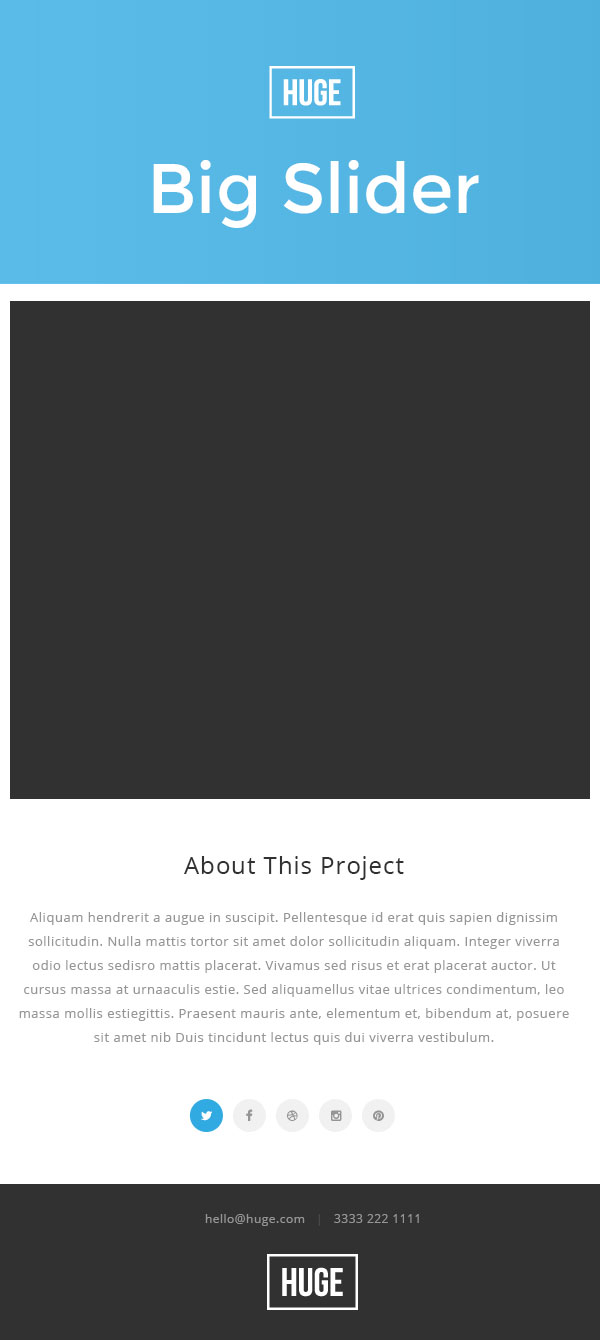 HUGE
Big Slider
About This Project
Aliquam hendrerit a augue in suscipit. Pellentesque id erat quis sapien dignissim
sollicitudin. Nulla mattis tortor sit amet dolor sollicitudin aliquam. Integer viverra
odio lectus sedisro mattis placerat. Vivamus sed risus et erat placerat auctor. Ut
cursus massa at urnaaculis estie. Sed aliquamellus vitae ultrices condimentum, leo
massa mollis estiegittis. Praesent mauris ante, elementum et, bibendum at, posuere
sit amet nib Duis tincidunt lectus quis dui viverra vestibulum.
hello@huge.com | 3333 222 1111
HUGE